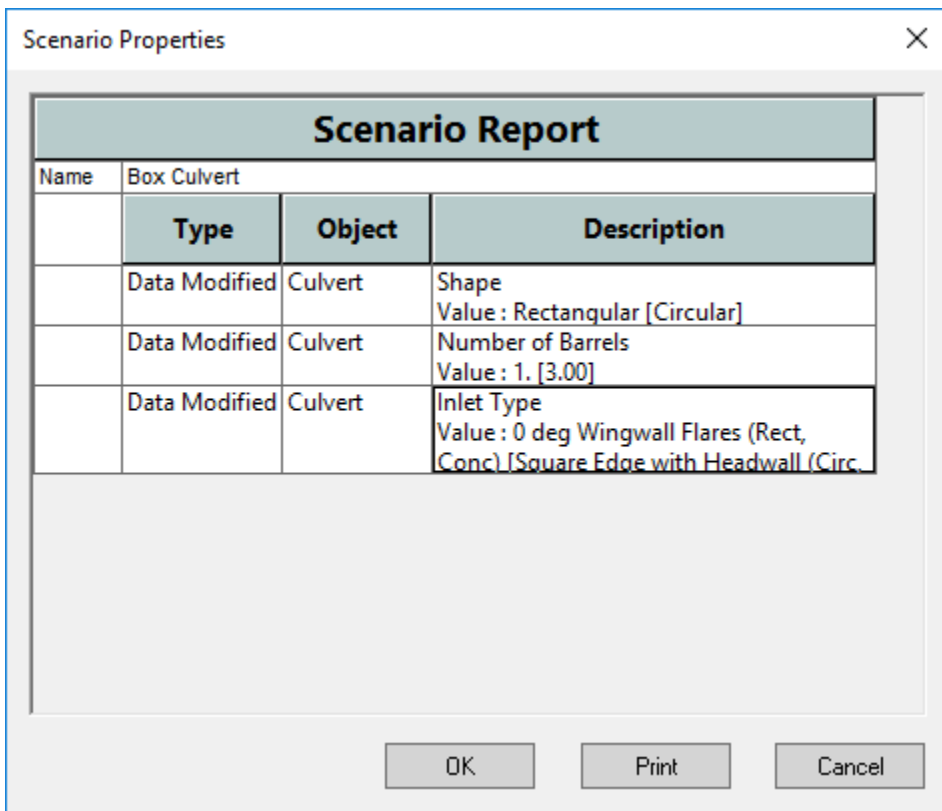 Scenario Properties
Scenario Report
Name Box Culvert
Type Object Description
Data Modified Culvert Shape
Value : Rectangular [Circular]
Data Modified Culvert Number of Barrels
Value : 1. [3.00]
Data Modified Culvert Inlet Type
Value : 0 deg Wingwall Flares (Rect,
Conc) [Square Edge with Headwall (Circ,
OK Print Cancel